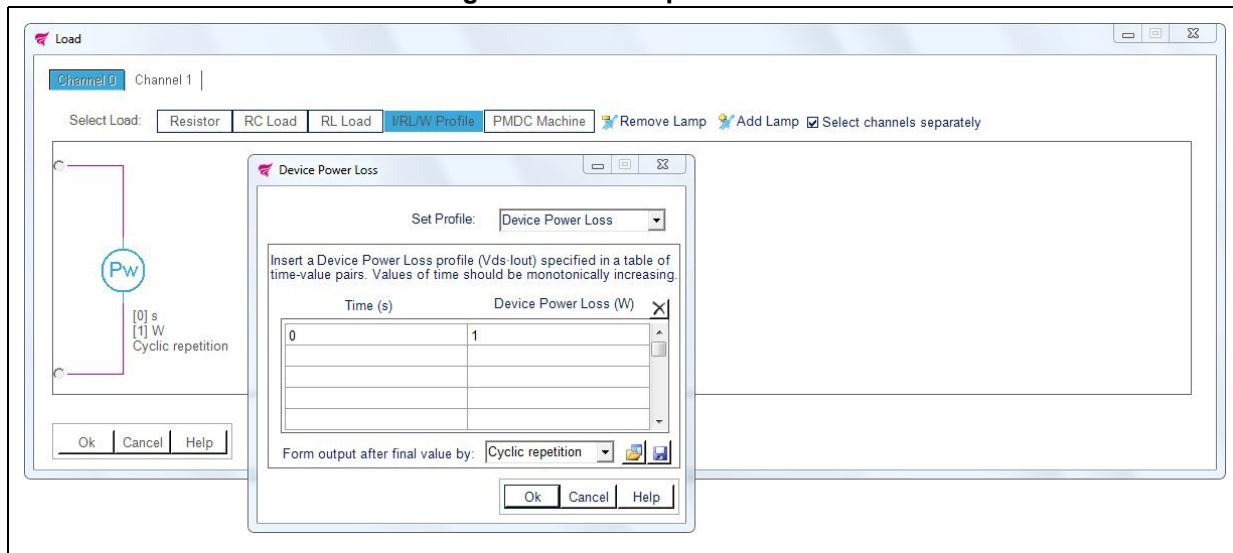 Load
Channel 0 Channel 1
Select Load: Resistor RC Load RL Load I/RL/W Profile PMDC Machine Remove Lamp Add Lamp Select channels separately
Device Power Loss
Set Profile: Device Power Loss
Insert a Device Power Loss profile (Vds·Iout) specified in a table of
time-value pairs. Values of time should be monotonically increasing.
Time (s) Device Power Loss (W)
0 1
Pw
[0] s
[1] W
Cyclic repetition
Form output after final value by: Cyclic repetition
Ok Cancel Help
Ok Cancel Help